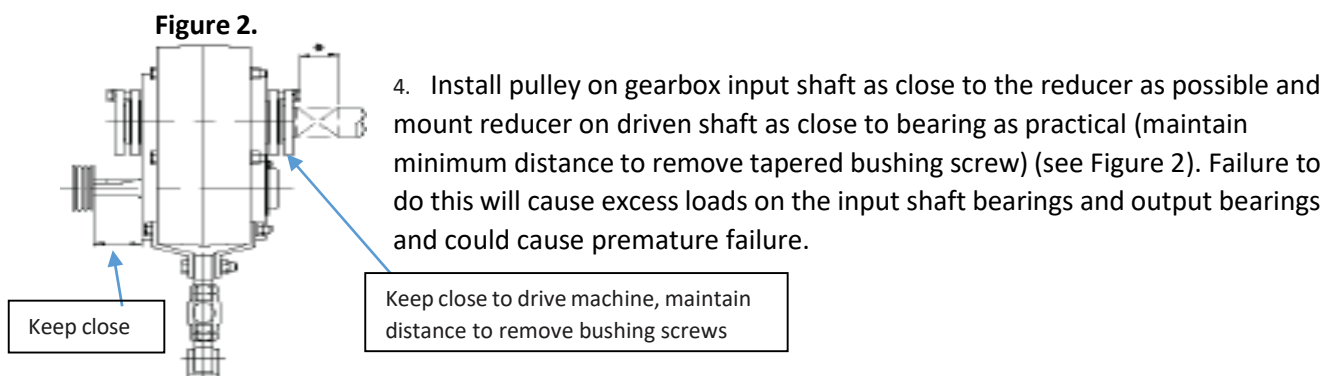 Figure 2.
4. Install pulley on gearbox input shaft as close to the reducer as possible and
mount reducer on driven shaft as close to bearing as practical (maintain
minimum distance to remove tapered bushing screw) (see Figure 2). Failure to
do this will cause excess loads on the input shaft bearings and output bearings
and could cause premature failure.
Keep close to drive machine, maintain
distance to remove bushing screws
Keep close